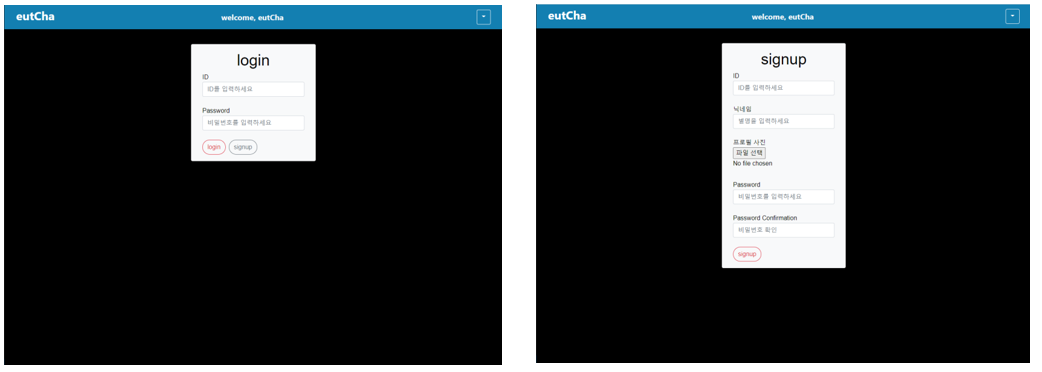 eutCha
welcome, eutCha
login
ID
ID를 입력하세요
Password
비밀번호를 입력하세요
login signup
eutCha
welcome, eutCha
signup
ID
ID를 입력하세요
닉네임
별명을 입력하세요
프로필 사진
파일 선택
No file chosen
Password
비밀번호를 입력하세요
Password Confirmation
비밀번호 확인
signup